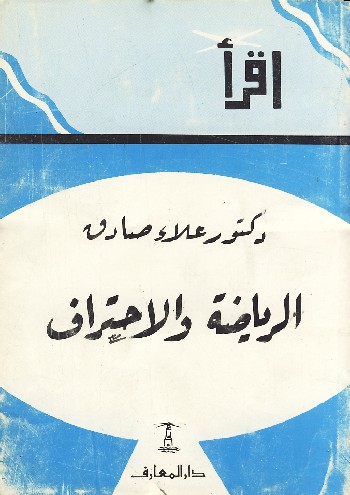 اقرأ
دكتور علاء صادق
الرياضة والاحتراف
دار المعارف